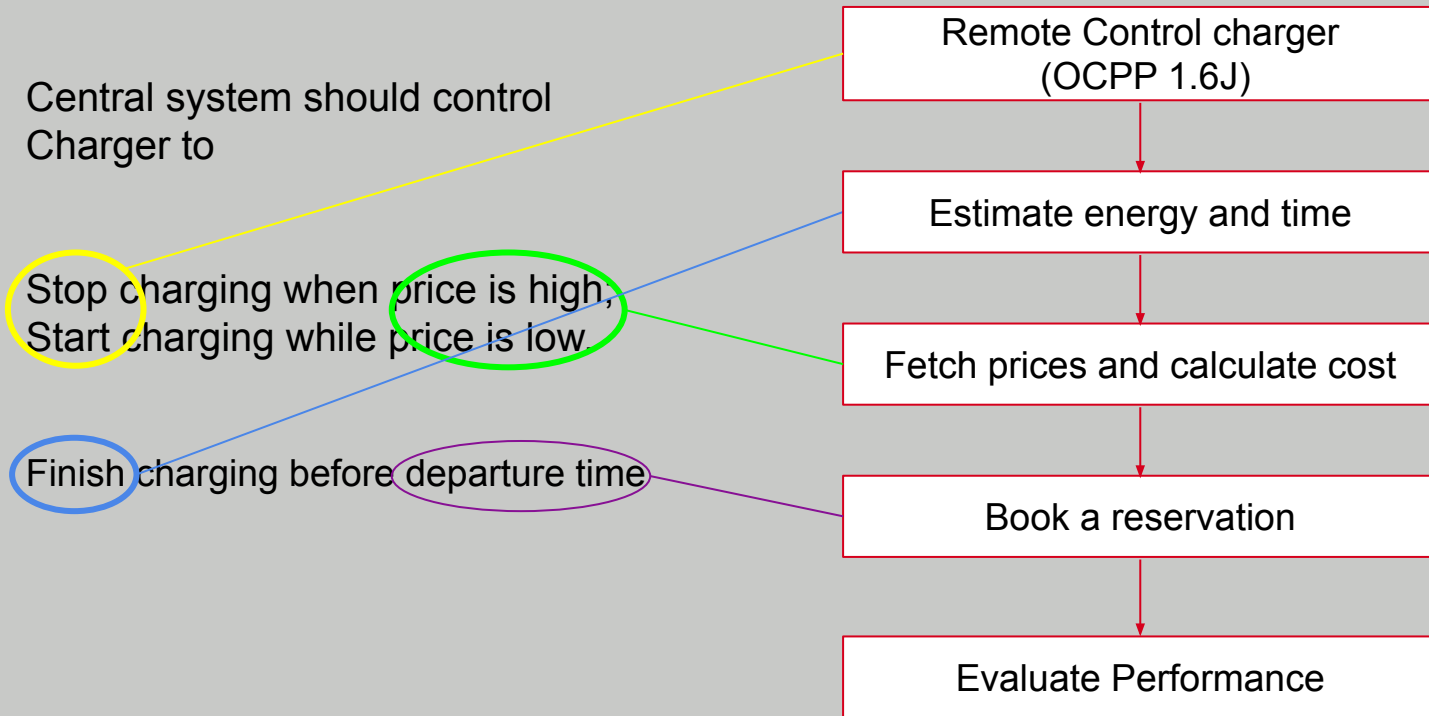 Central system should control
Charger to
Stop charging when price is high;
Start charging while price is low.
Finish charging before departure time
Remote Control charger
(OCPP 1.6J)
Estimate energy and time
Fetch prices and calculate cost
Book a reservation
Evaluate Performance